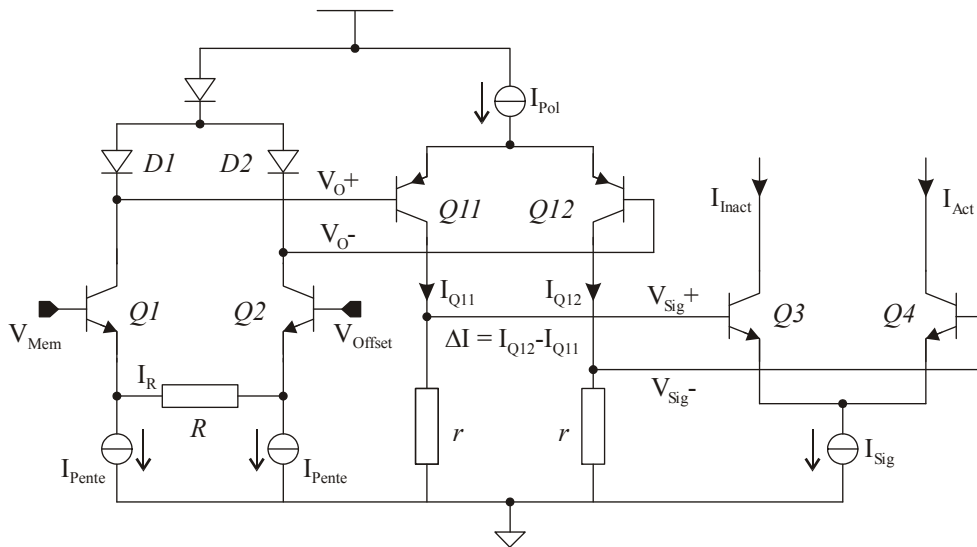 I_Pol
D1
D2
V_O+
Q11
Q12
I_Inact
I_Act
V_O-
Q1
Q2
I_Q11
I_Q12
V_Sig+
Q3
Q4
V_Mem
V_Offset
ΔI = I_Q12-I_Q11
I_R
V_Sig-
R
r
r
I_Pente
I_Pente
I_Sig